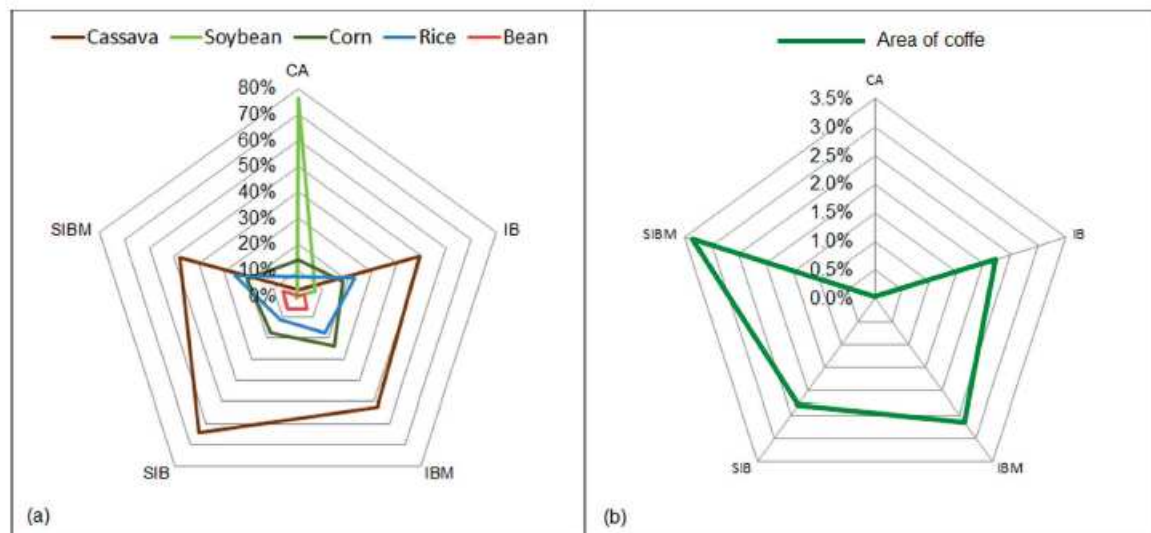 Cassava Soybean Corn Rice Bean
CA
80%
70%
60%
50%
40%
30%
20%
10%
0%
SIBM
IB
SIB
IBM
(a)
Area of coffe
CA
3.5%
3.0%
2.5%
2.0%
1.5%
1.0%
0.5%
0.0%
SIBM
IB
SIB
IBM
(b)